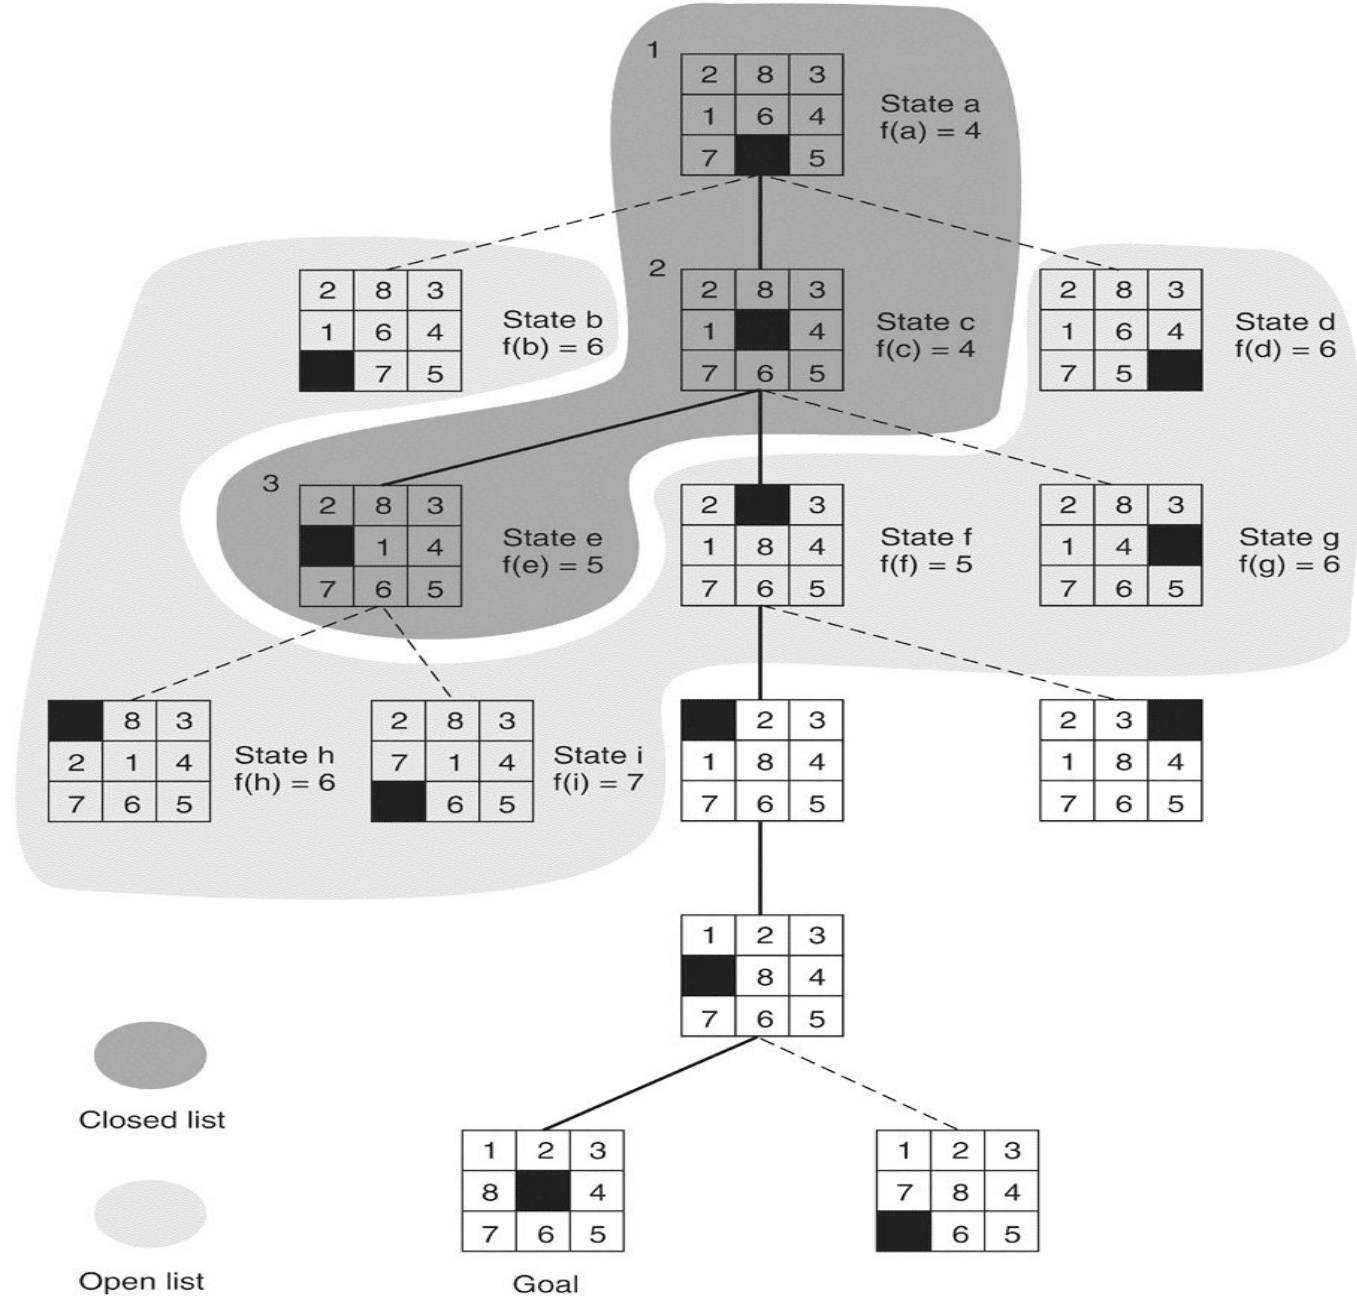 1
2 8 3
1 6 4
7 5
State a
f(a) = 4
2 8 3
1 6 4
7 5
State b
f(b) = 6
2
2 8 3
1 4
7 6 5
State c
f(c) = 4
2 8 3
1 6 4
7 5
State d
f(d) = 6
3
2 8 3
1 4
7 6 5
State e
f(e) = 5
2 3
1 8 4
7 6 5
State f
f(f) = 5
2 8 3
1 4
7 6 5
State g
f(g) = 6
8 3
2 1 4
7 6 5
State h
f(h) = 6
2 8 3
7 1 4
6 5
State i
f(i) = 7
2 3
1 8 4
7 6 5
2 3
1 8 4
7 6 5
1 2 3
8 4
7 6 5
Closed list
1 2 3
8 4
7 6 5
Goal
1 2 3
7 8 4
6 5
Open list